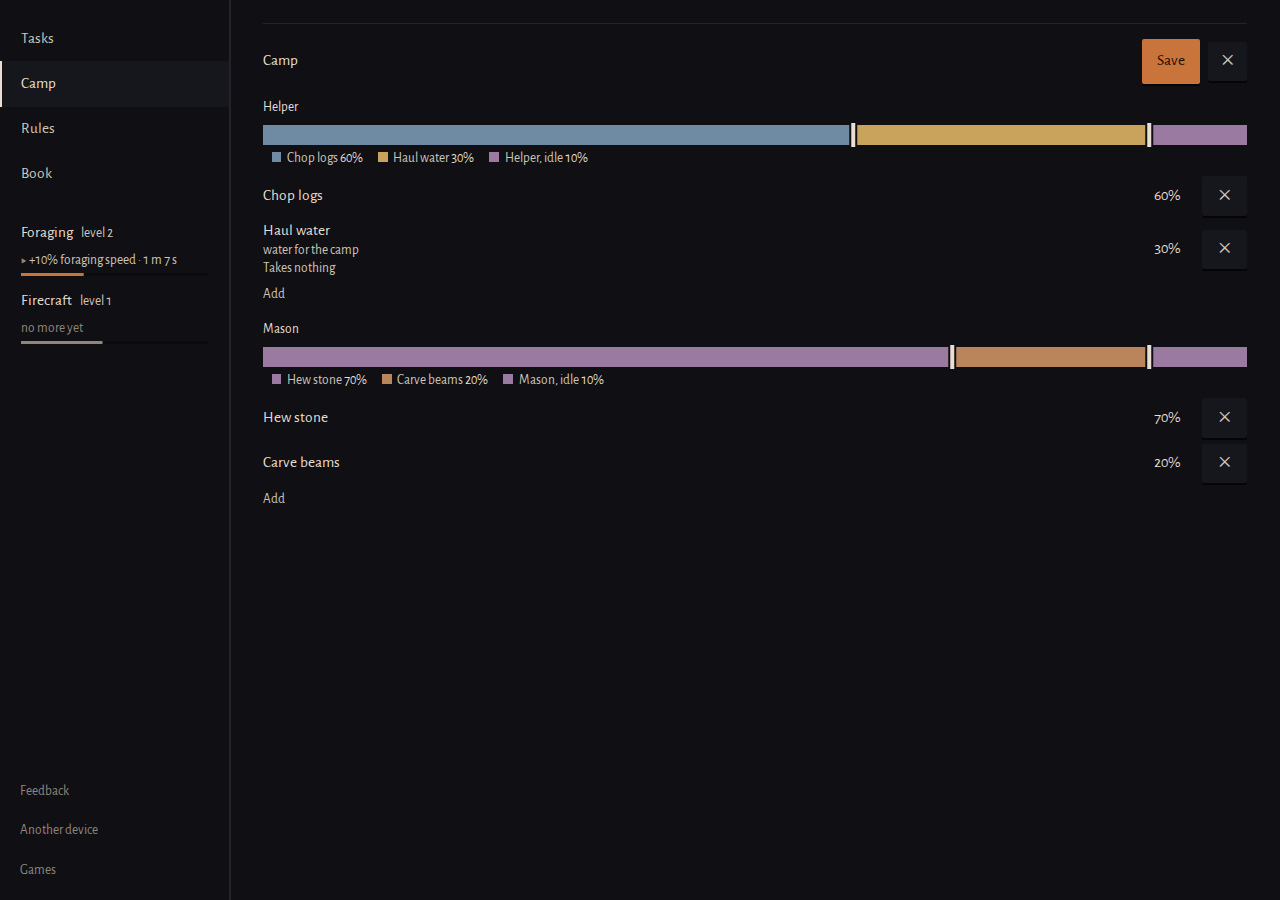 Tasks
Camp
Rules
Book
Foraging level 2
▸ +10% foraging speed · 1 m 7 s
Firecraft level 1
no more yet
Feedback
Another device
Games
Camp
Save ×
Helper
Chop logs 60% Haul water 30% Helper, idle 10%
Chop logs 60% ×
Haul water
water for the camp
Takes nothing
30% ×
Add
Mason
Hew stone 70% Carve beams 20% Mason, idle 10%
Hew stone 70% ×
Carve beams 20% ×
Add